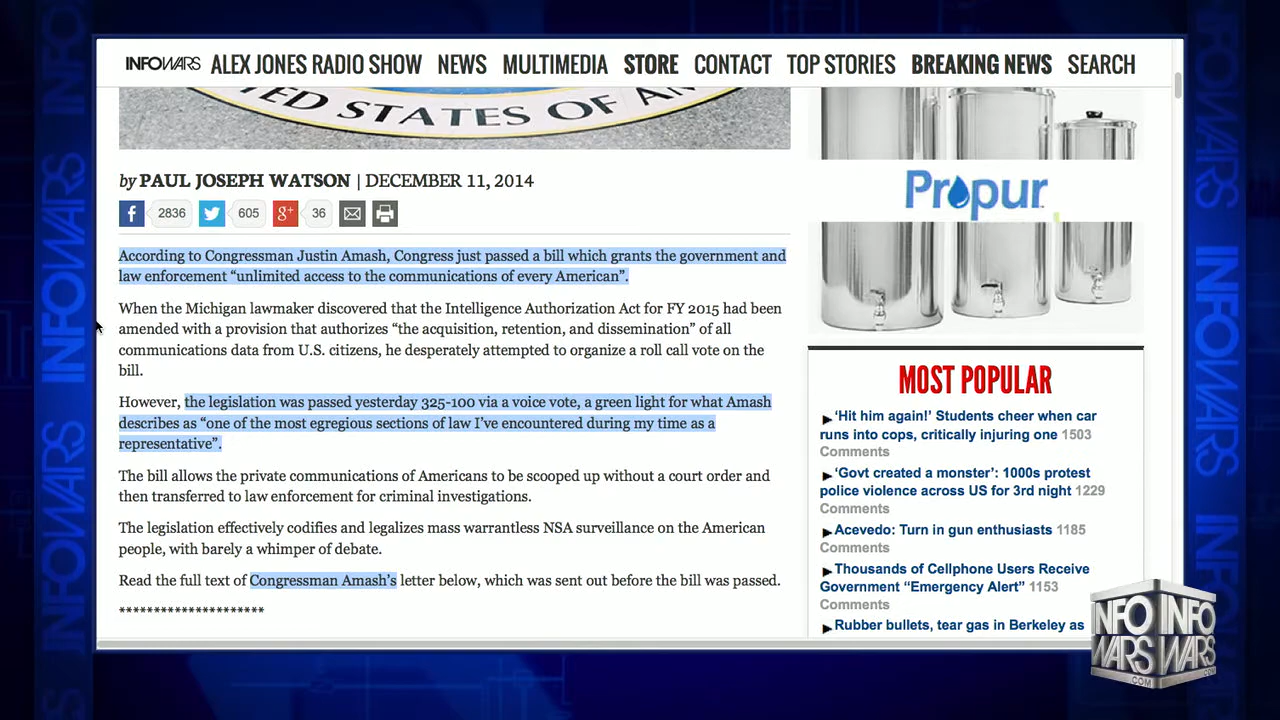 INFOWARS ALEX JONES RADIO SHOW NEWS MULTIMEDIA STORE CONTACT TOP STORIES BREAKING NEWS SEARCH
TED STATES OF AM
by PAUL JOSEPH WATSON | DECEMBER 11, 2014
f 2836 605 g+ 36
According to Congressman Justin Amash, Congress just passed a bill which grants the government and
law enforcement “unlimited access to the communications of every American”.
When the Michigan lawmaker discovered that the Intelligence Authorization Act for FY 2015 had been
amended with a provision that authorizes “the acquisition, retention, and dissemination” of all
communications data from U.S. citizens, he desperately attempted to organize a roll call vote on the
bill.
However, the legislation was passed yesterday 325-100 via a voice vote, a green light for what Amash
describes as “one of the most egregious sections of law I’ve encountered during my time as a
representative”.
The bill allows the private communications of Americans to be scooped up without a court order and
then transferred to law enforcement for criminal investigations.
The legislation effectively codifies and legalizes mass warrantless NSA surveillance on the American
people, with barely a whimper of debate.
Read the full text of Congressman Amash’s letter below, which was sent out before the bill was passed.
*********************
Propur
MOST POPULAR
‘Hit him again!’ Students cheer when car
runs into cops, critically injuring one 1503
Comments
‘Govt created a monster’: 1000s protest
police violence across US for 3rd night 1229
Comments
Acevedo: Turn in gun enthusiasts 1185
Comments
Thousands of Cellphone Users Receive
Government “Emergency Alert” 1153
Comments
Rubber bullets, tear gas in Berkeley as
INFO INFO
WARS WARS
.COM .COM
INFOWARS
INFOWARS
INFOWARS
INFOWARS